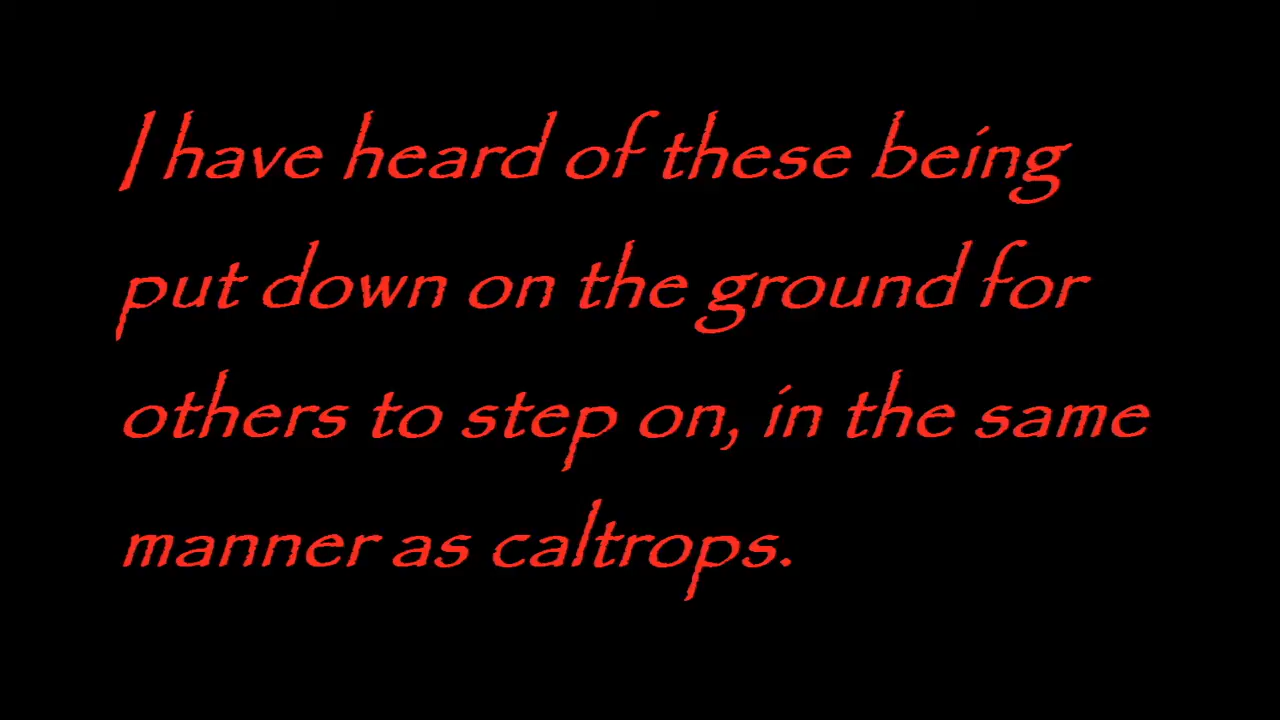 I have heard of these being
put down on the ground for
others to step on, in the same
manner as caltrops.